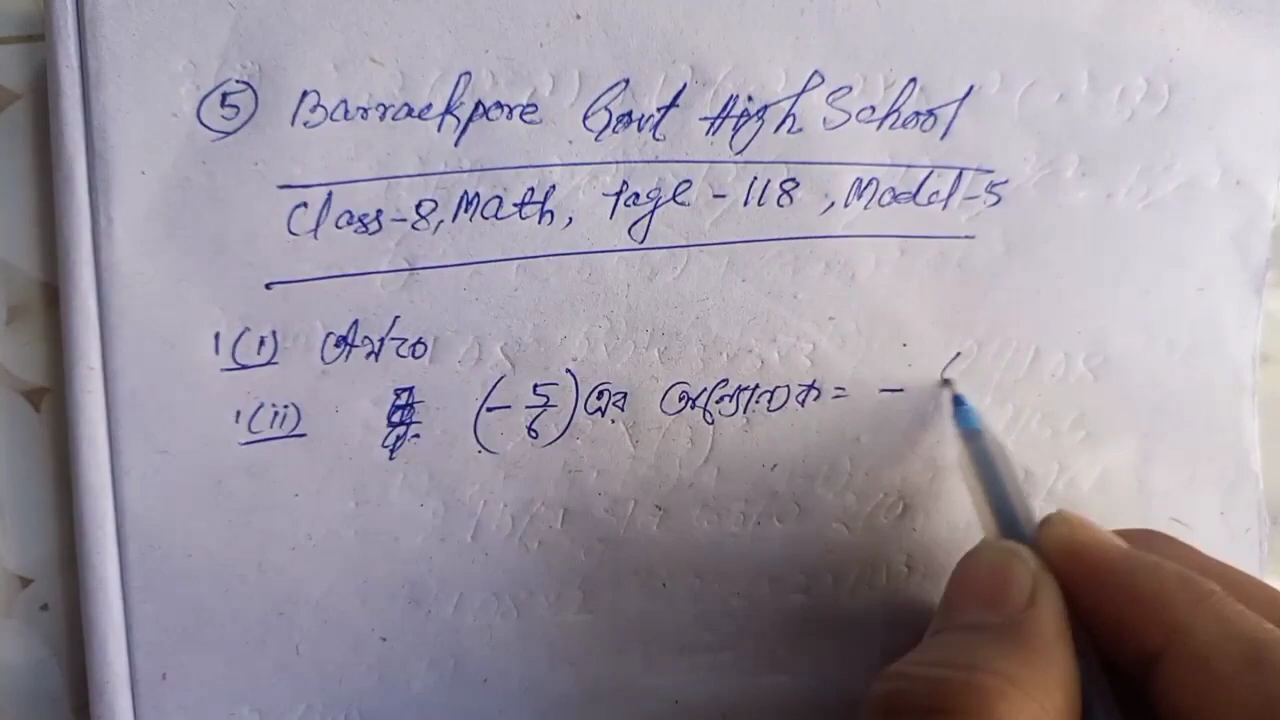 ⑤ Barrackpore Govt High School
Class-8, Math, Page-118, Model-5
1(i)
1(ii) (-5/6) এর অন্যোন্যক = -